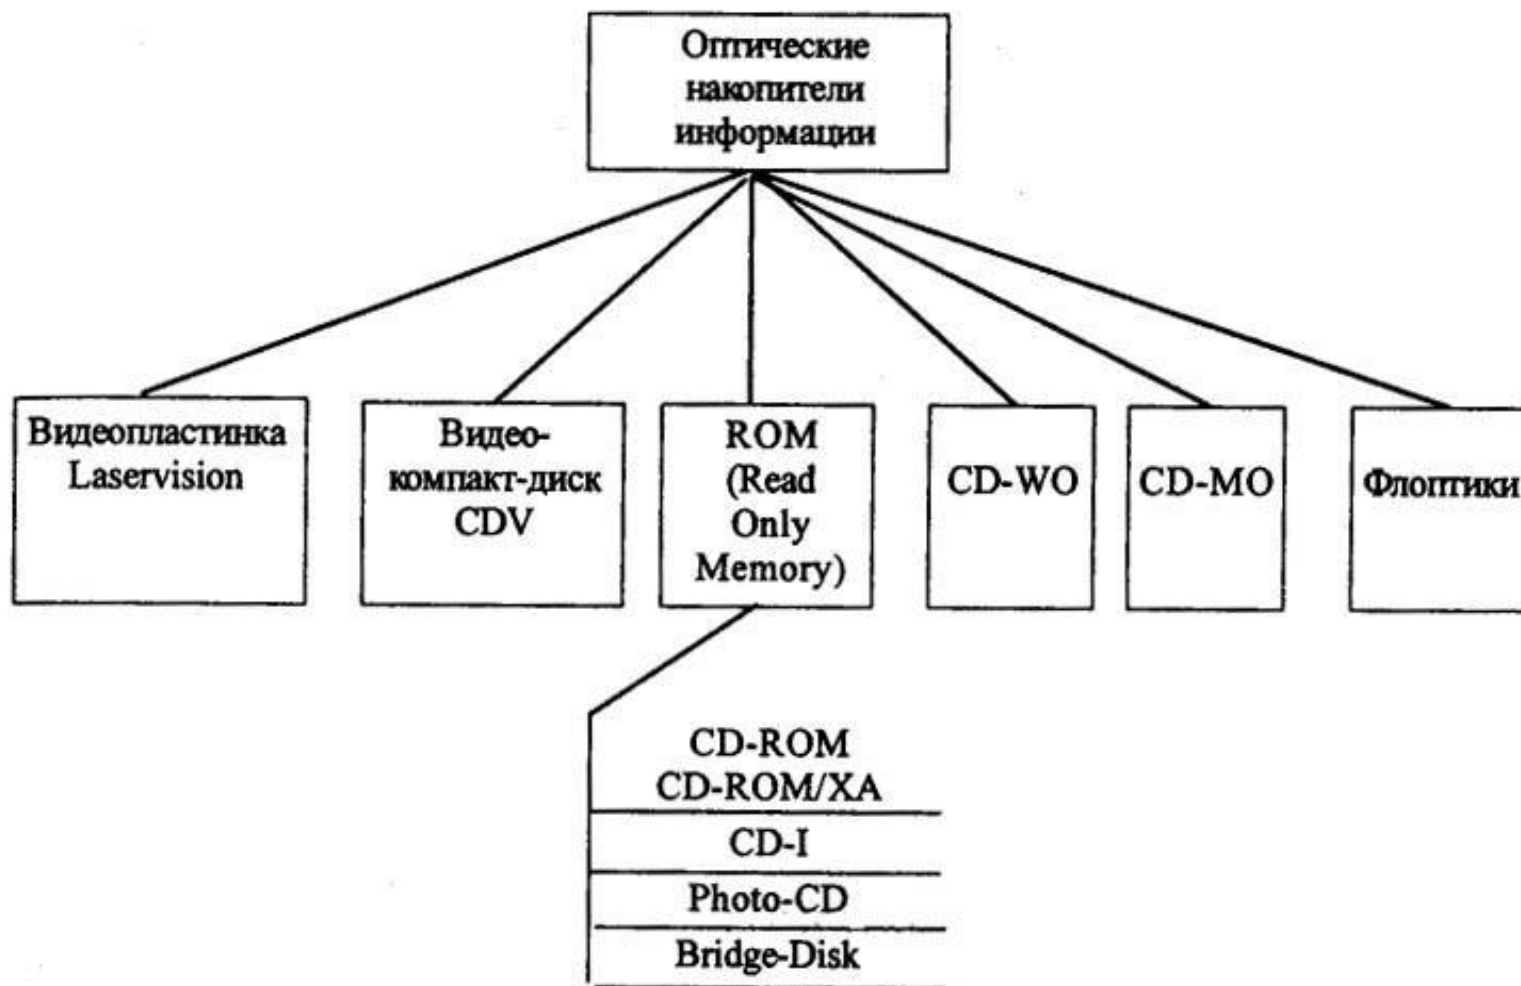 Оптические
накопители
информации
Видеопластинка
Laservision
Видео-
компакт-диск
CDV
ROM
(Read
Only
Memory)
CD-WO
CD-MO
Флоптики
CD-ROM
CD-ROM/XA
CD-I
Photo-CD
Bridge-Disk